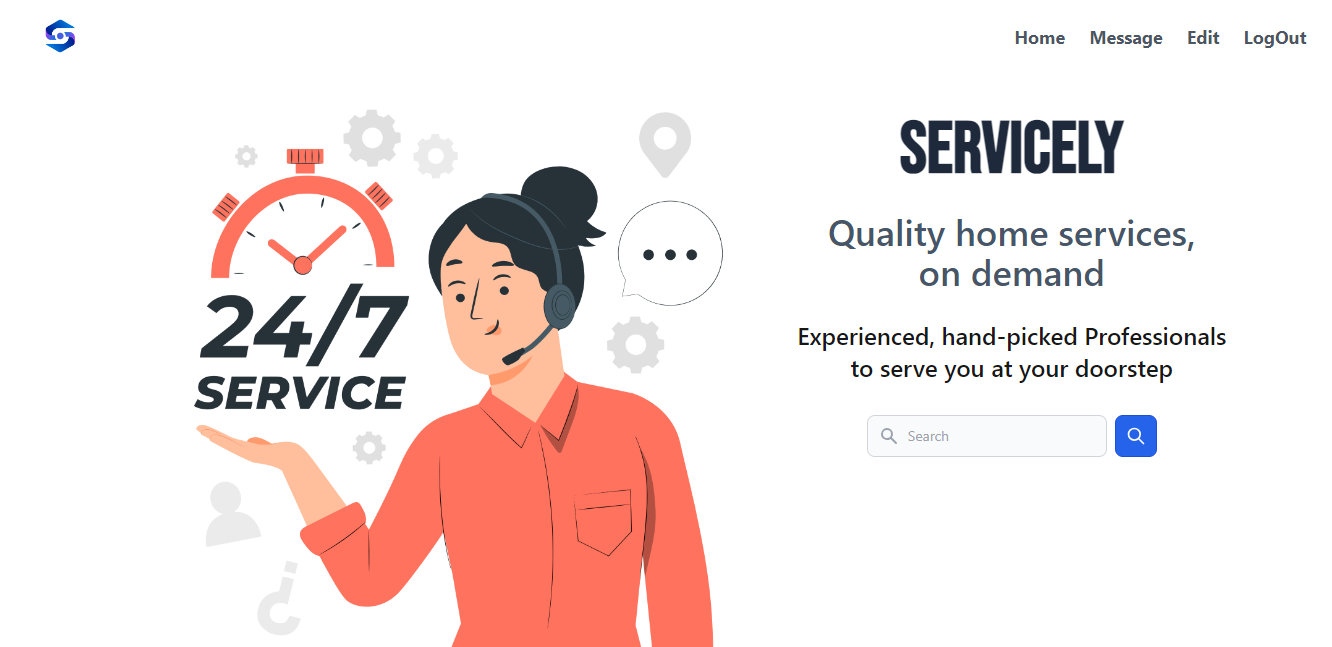 Home Message Edit LogOut
24/7
SERVICE
SERVICELY
Quality home services,
on demand
Experienced, hand-picked Professionals
to serve you at your doorstep
Search